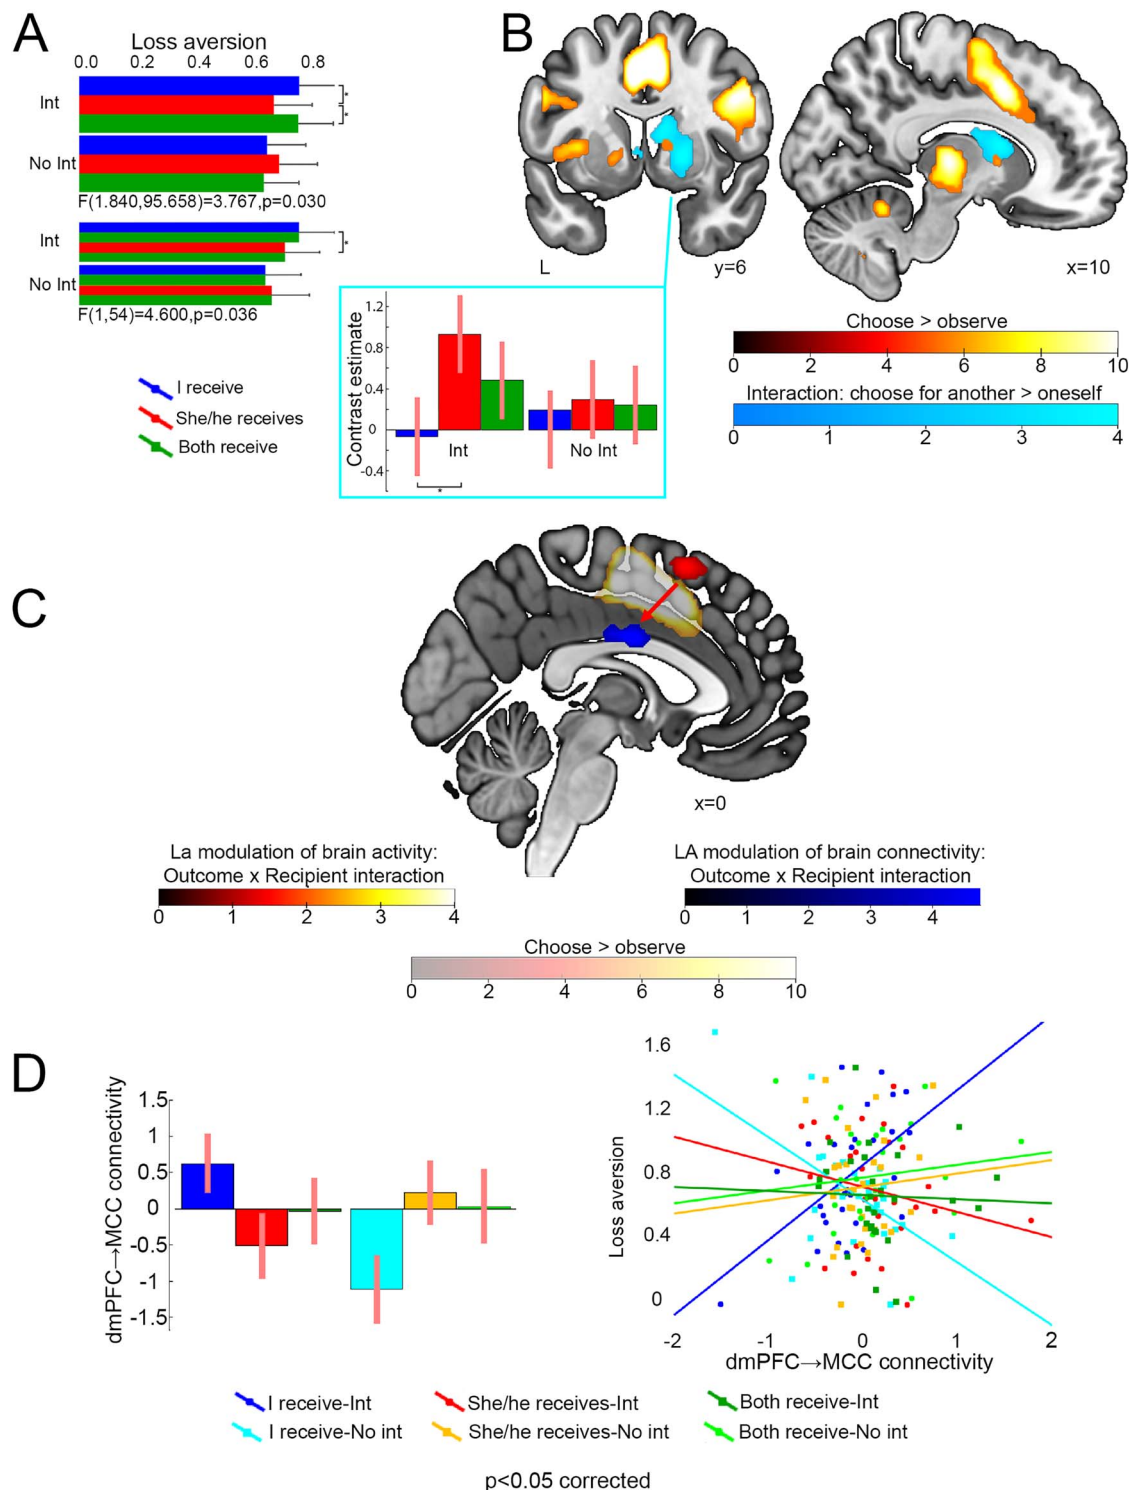 A
Loss aversion
0.0 0.2 0.4 0.6 0.8
Int
*
*
No Int
F(1.840,95.658)=3.767,p=0.030
Int
*
No Int
F(1,54)=4.600,p=0.036
I receive
She/he receives
Both receive
B
L
y=6
x=10
Contrast estimate
1.2
0.8
0.4
0
-0.4
Int
No Int
*
Choose > observe
0 2 4 6 8 10
Interaction: choose for another > oneself
0 1 2 3 4
C
x=0
La modulation of brain activity:
Outcome x Recipient interaction
0 1 2 3 4
LA modulation of brain connectivity:
Outcome x Recipient interaction
0 1 2 3 4
Choose > observe
0 2 4 6 8 10
D
dmPFC→MCC connectivity
1.5
1
0.5
0
-0.5
-1
-1.5
Loss aversion
1.6
1.2
0.8
0.4
0
-2 -1 0 1 2
dmPFC→MCC connectivity
I receive-Int
She/he receives-Int
Both receive-Int
I receive-No int
She/he receives-No int
Both receive-No int
p<0.05 corrected